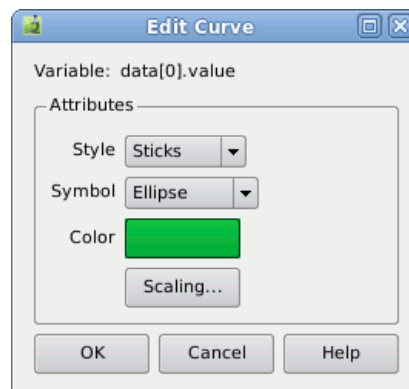 Edit Curve
Variable: data[0].value
Attributes
Style Sticks
Symbol Ellipse
Color
Scaling...
OK Cancel Help